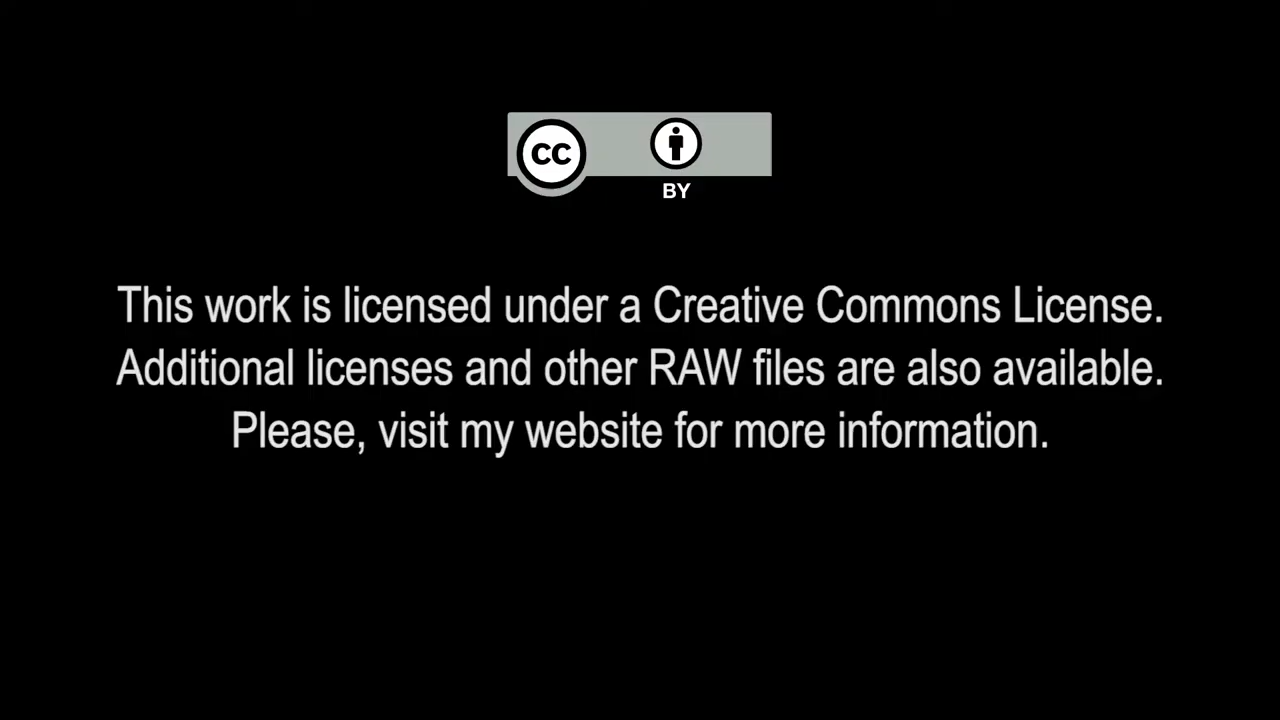 CC
BY
This work is licensed under a Creative Commons License.
Additional licenses and other RAW files are also available.
Please, visit my website for more information.